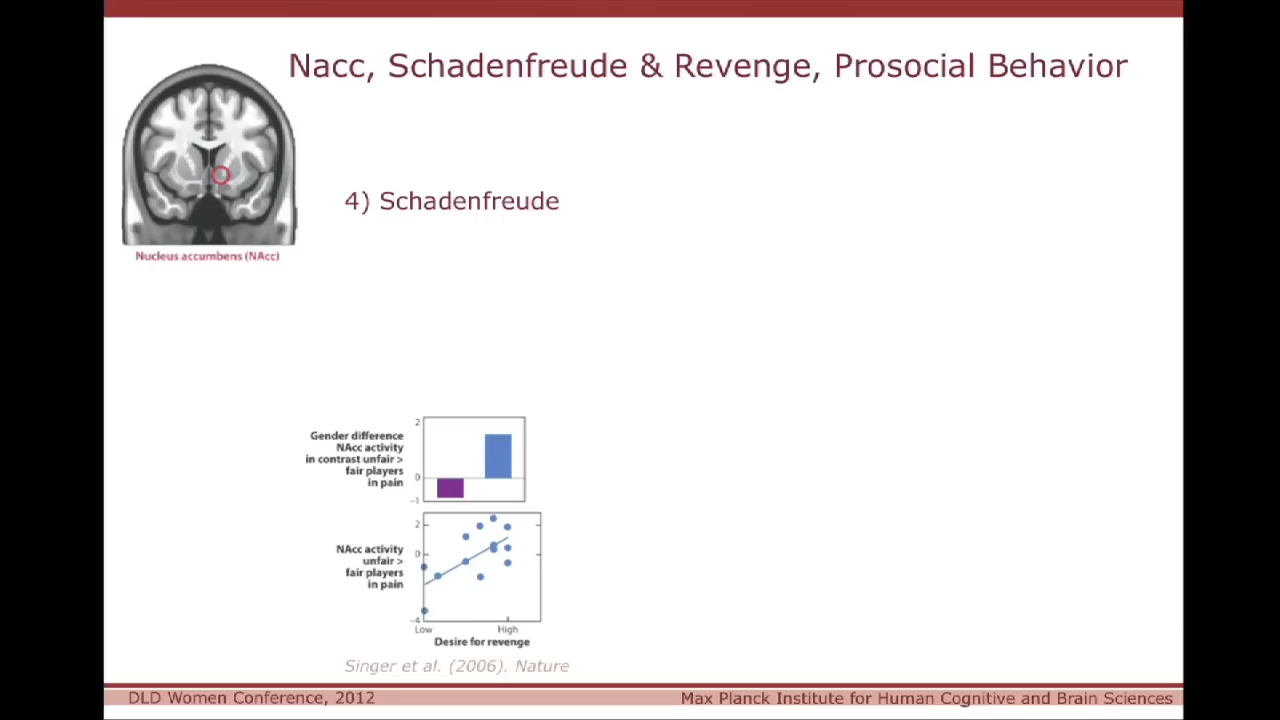 Nacc, Schadenfreude & Revenge, Prosocial Behavior
4) Schadenfreude
Nucleus accumbens (NAcc)
Gender difference
NAcc activity
in contrast unfair >
fair players
in pain
2
0
−1
NAcc activity
unfair >
fair players
in pain
2
0
−4
Low High
Desire for revenge
Singer et al. (2006). Nature
DLD Women Conference, 2012
Max Planck Institute for Human Cognitive and Brain Sciences